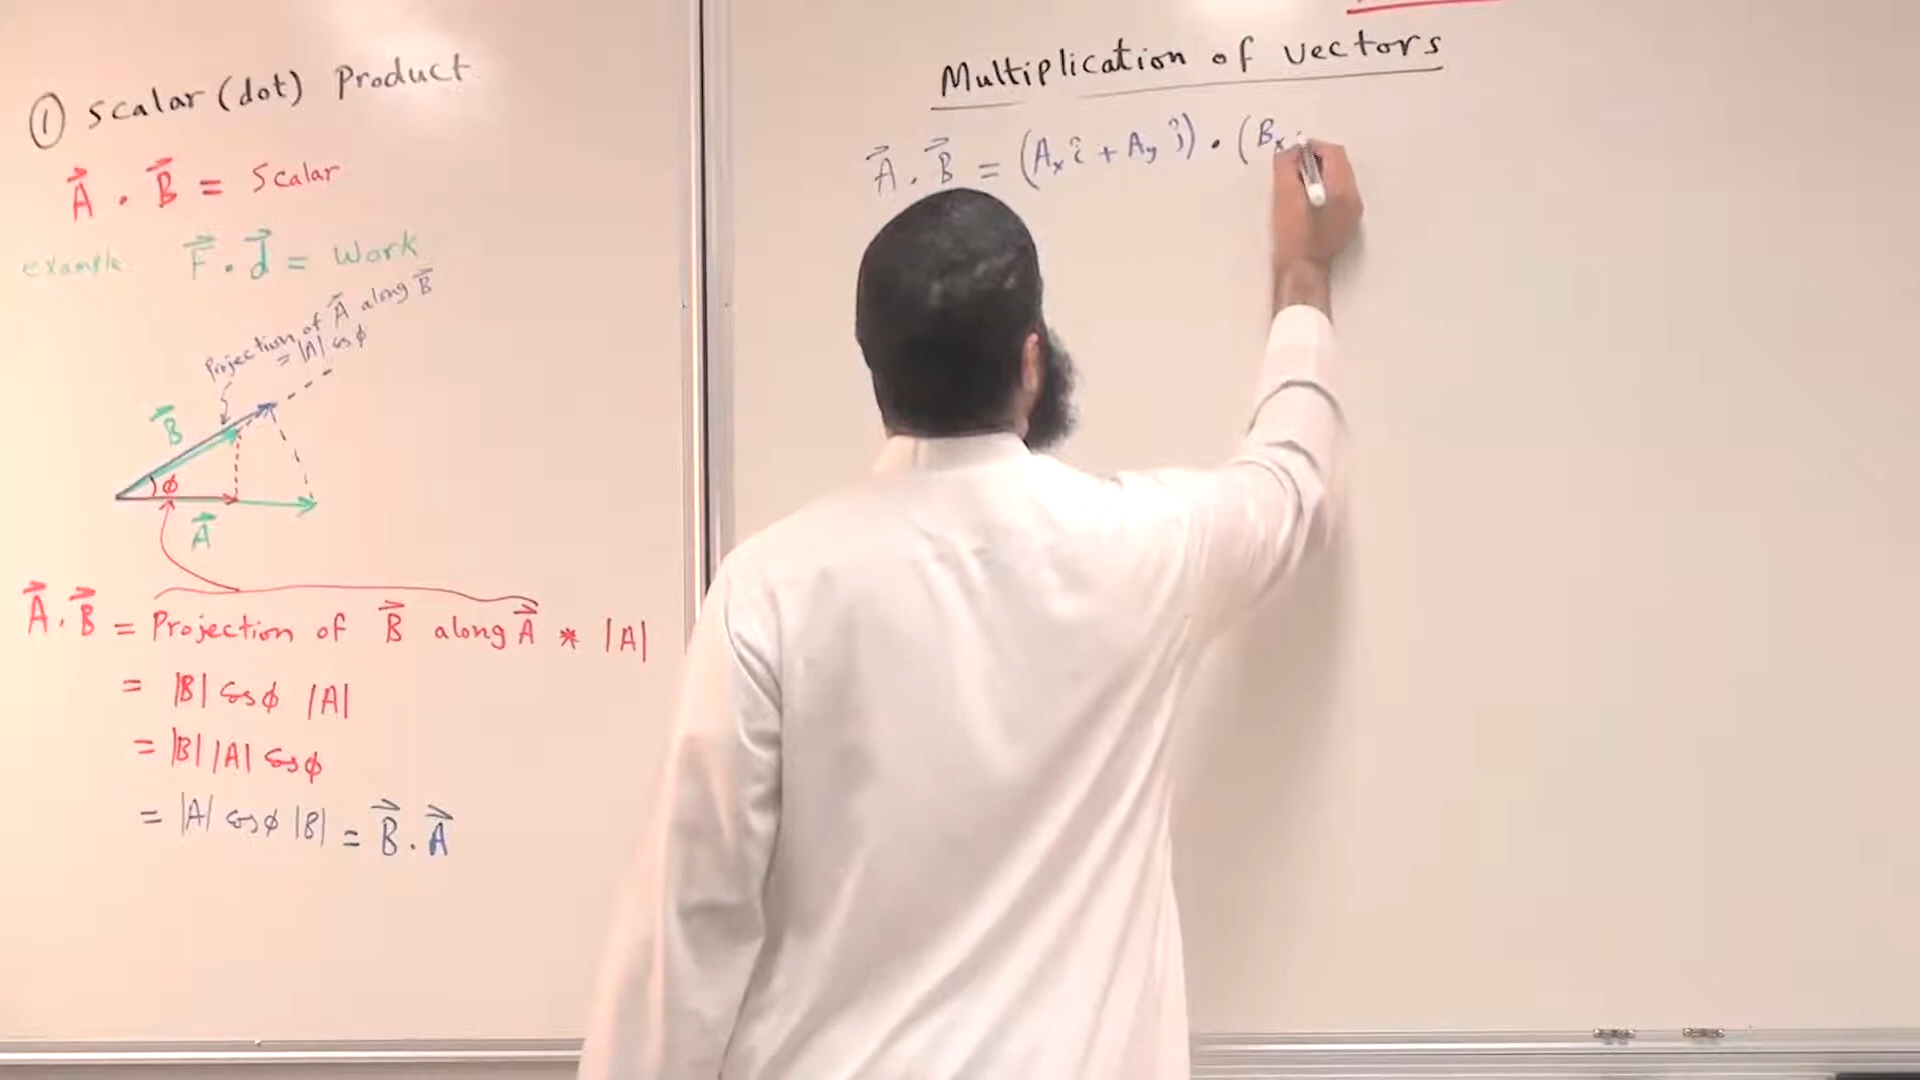 ① Scalar (dot) Product
A⃗ . B⃗ = Scalar
example. F⃗ . d⃗ = Work
Projection of A⃗ along B⃗
= |A| cos ϕ
B⃗
ϕ
A⃗
A⃗ . B⃗ = Projection of B⃗ along A⃗ * |A|
= |B| cos ϕ |A|
= |B| |A| cos ϕ
= |A| cos ϕ |B| = B⃗ . A⃗
Multiplication of vectors
A⃗ . B⃗ = (Aₓ î + Aᵧ ĵ) • (Bₓ